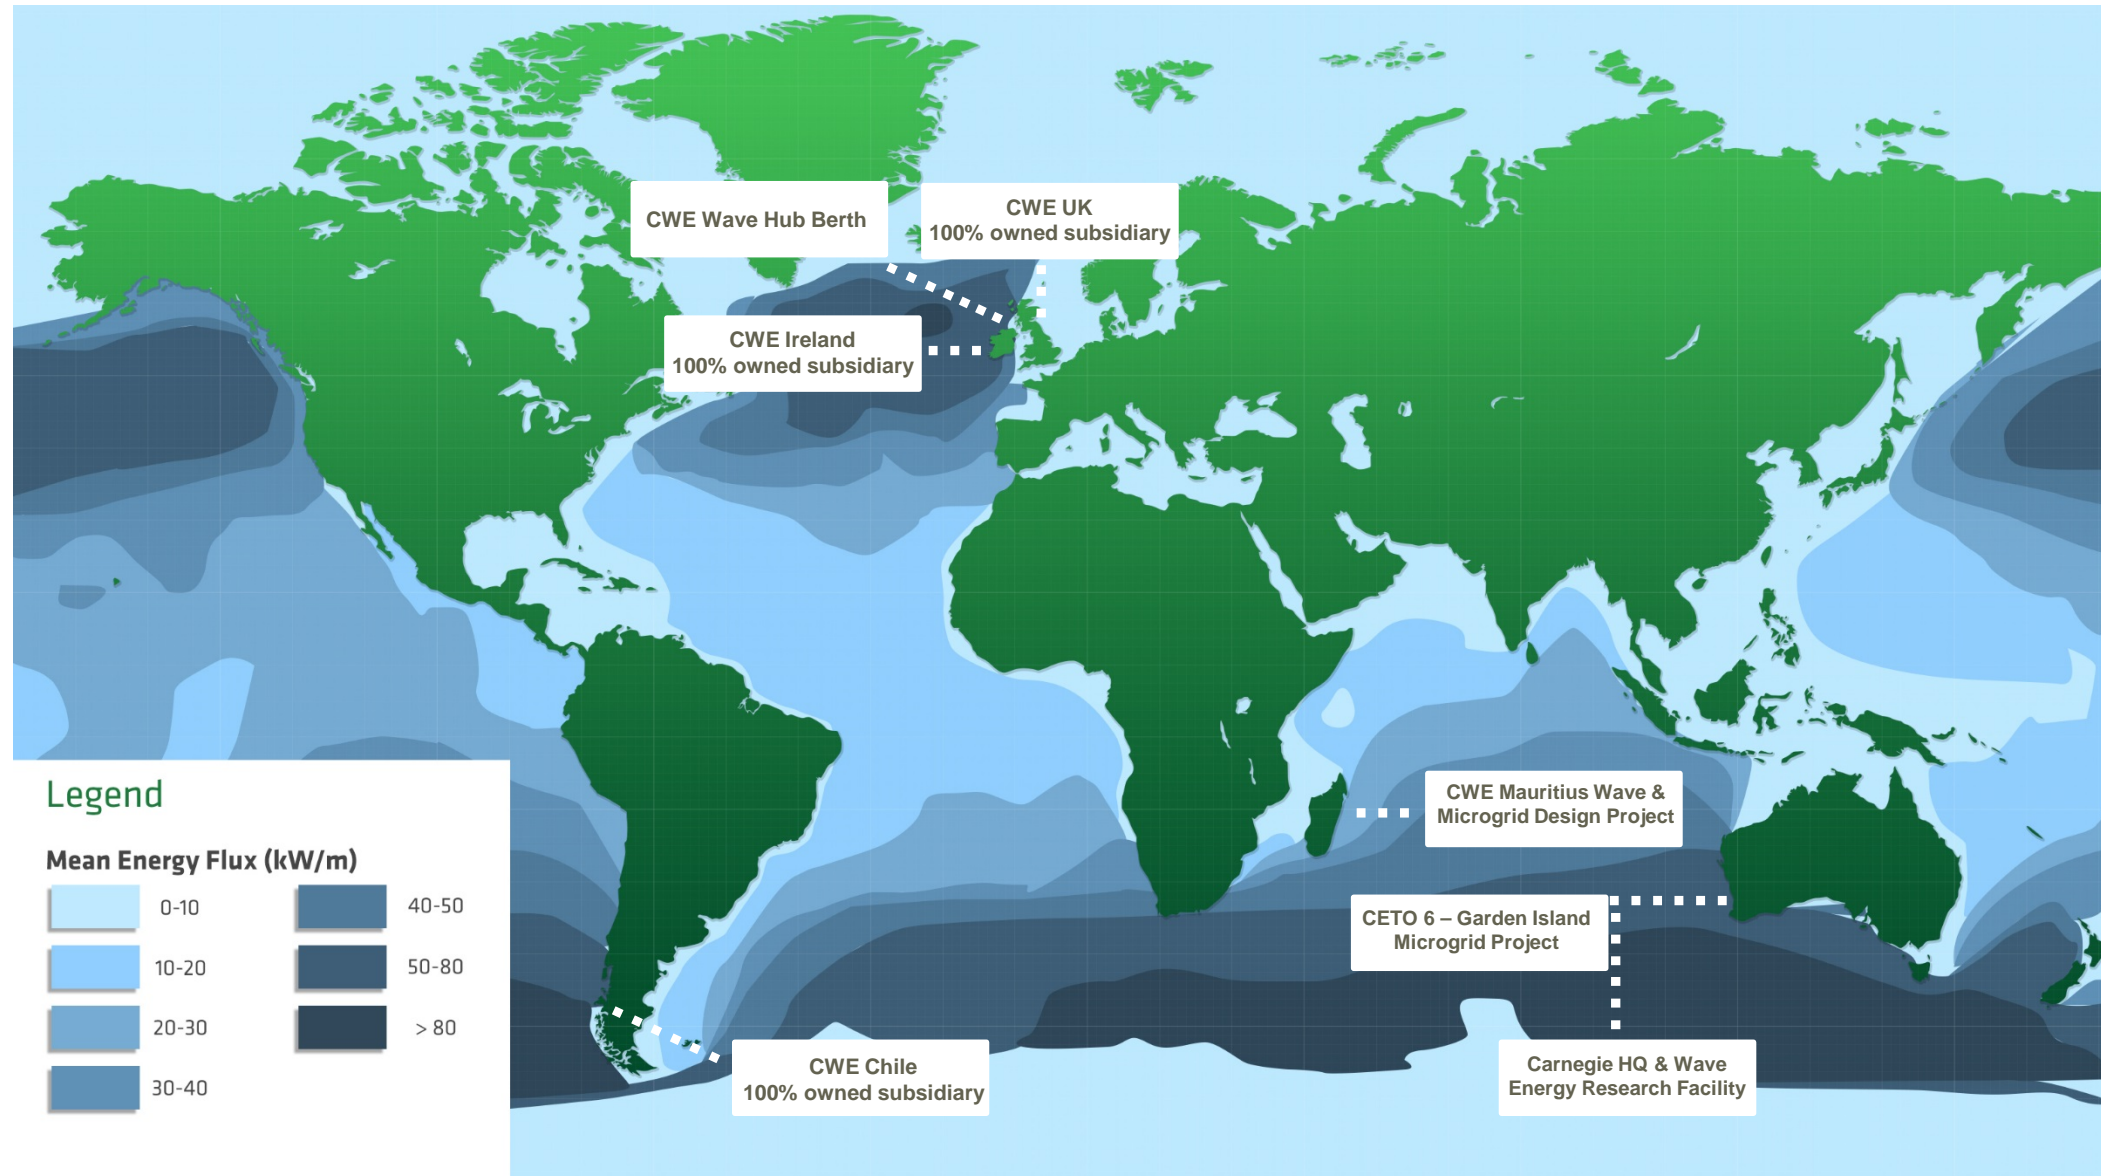 CWE Wave Hub Berth
CWE UK
100% owned subsidiary
CWE Ireland
100% owned subsidiary
CWE Mauritius Wave &
Microgrid Design Project
CETO 6 – Garden Island
Microgrid Project
Carnegie HQ & Wave
Energy Research Facility
CWE Chile
100% owned subsidiary
Legend
Mean Energy Flux (kW/m)
0-10
10-20
20-30
30-40
40-50
50-80
> 80